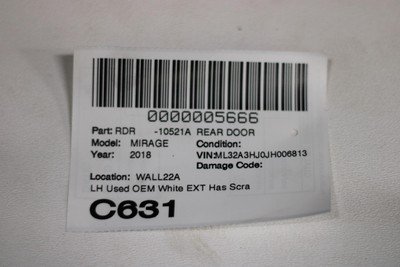 0000005666
Part: RDR -10521A REAR DOOR
Model: MIRAGE Condition:
Year: 2018 VIN:ML32A3HJ0JH006813
Damage Code:
Location: WALL22A
LH Used OEM White EXT Has Scra
C631